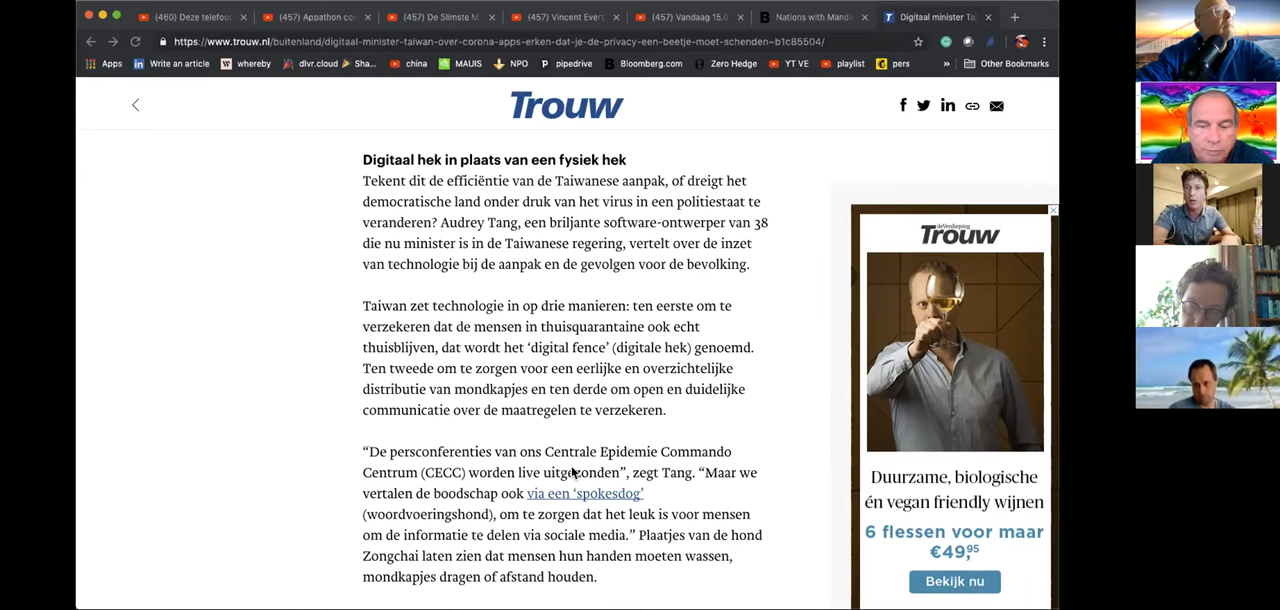 (460) Deze telefoo
(457) Appathon co
(457) De Slimste M
(457) Vincent Evert
(457) Vandaag 15.0
Nations with Manda
Digitaal minister Ta
https://www.trouw.nl/buitenland/digitaal-minister-taiwan-over-corona-apps-erken-dat-je-de-privacy-een-beetje-moet-schenden~b1c85504/
Apps
Write an article
whereby
dlvr.cloud
Sha...
china
MAUIS
NPO
pipedrive
Bloomberg.com
Zero Hedge
YT VE
playlist
pers
»
Other Bookmarks
Trouw
Digitaal hek in plaats van een fysiek hek
Tekent dit de efficiëntie van de Taiwanese aanpak, of dreigt het
democratische land onder druk van het virus in een politiestaat te
veranderen? Audrey Tang, een briljante software-ontwerper van 38
die nu minister is in de Taiwanese regering, vertelt over de inzet
van technologie bij de aanpak en de gevolgen voor de bevolking.
Taiwan zet technologie in op drie manieren: ten eerste om te
verzekeren dat de mensen in thuisquarantaine ook echt
thuisblijven, dat wordt het ‘digital fence’ (digitale hek) genoemd.
Ten tweede om te zorgen voor een eerlijke en overzichtelijke
distributie van mondkapjes en ten derde om open en duidelijke
communicatie over de maatregelen te verzekeren.
“De persconferenties van ons Centrale Epidemie Commando
Centrum (CECC) worden live uitgezonden”, zegt Tang. “Maar we
vertalen de boodschap ook via een ‘spokesdog’
(woordvoeringshond), om te zorgen dat het leuk is voor mensen
om de informatie te delen via sociale media.” Plaatjes van de hond
Zongchai laten zien dat mensen hun handen moeten wassen,
mondkapjes dragen of afstand houden.
deVerdieping
Trouw
Duurzame, biologische
én vegan friendly wijnen
6 flessen voor maar
€49,95
Bekijk nu